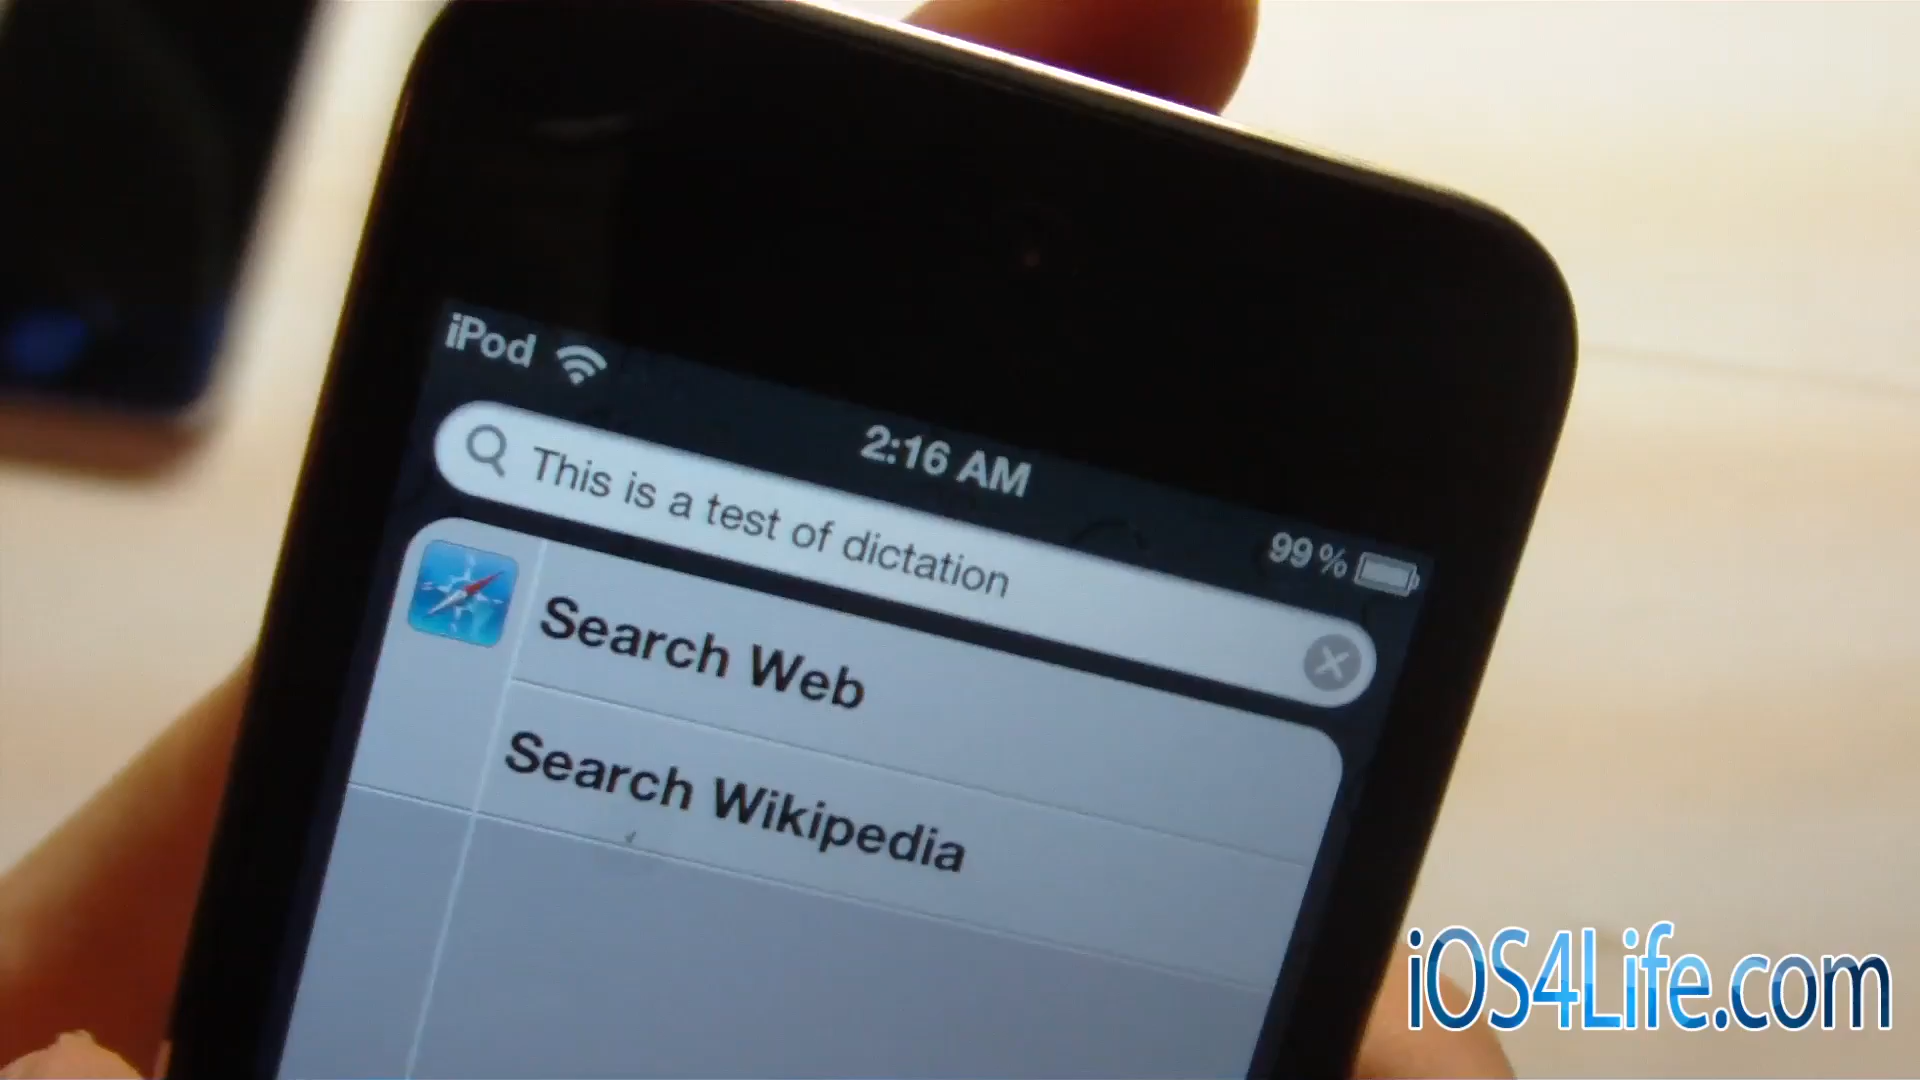 iPod
2:16 AM
99%
This is a test of dictation
Search Web
Search Wikipedia
iOS4Life.com